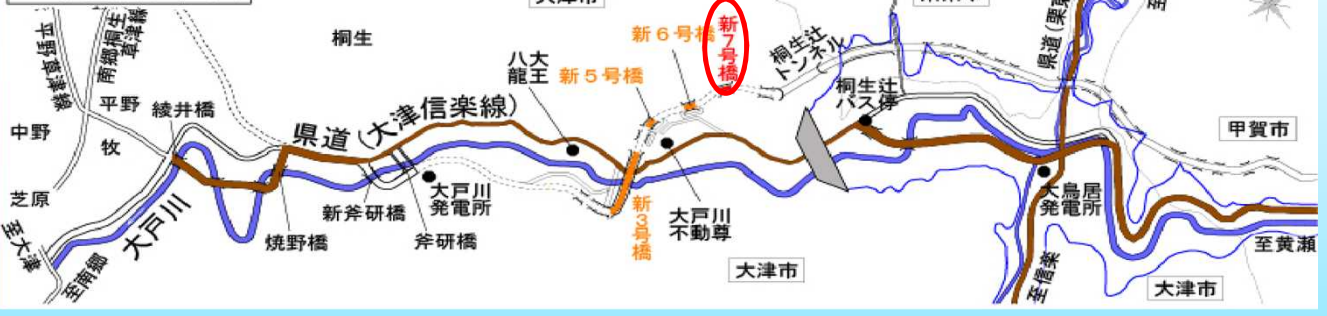 大津市
平野草津線
南郷桐生草津線
桐生
八大
龍王
新5号橋
新6号橋
新7号橋
桐生辻
トンネル
桐生辻
バス停
県道(栗東
至
甲賀市
中野
平野
綾井橋
牧
芝原
県道(大津信楽線)
大戸川
至大津
至南郷
焼野橋
新斧研橋
斧研橋
大戸川
発電所
新3号橋
大戸川
不動尊
大津市
大鳥居
発電所
至信楽
大津市
至黄瀬